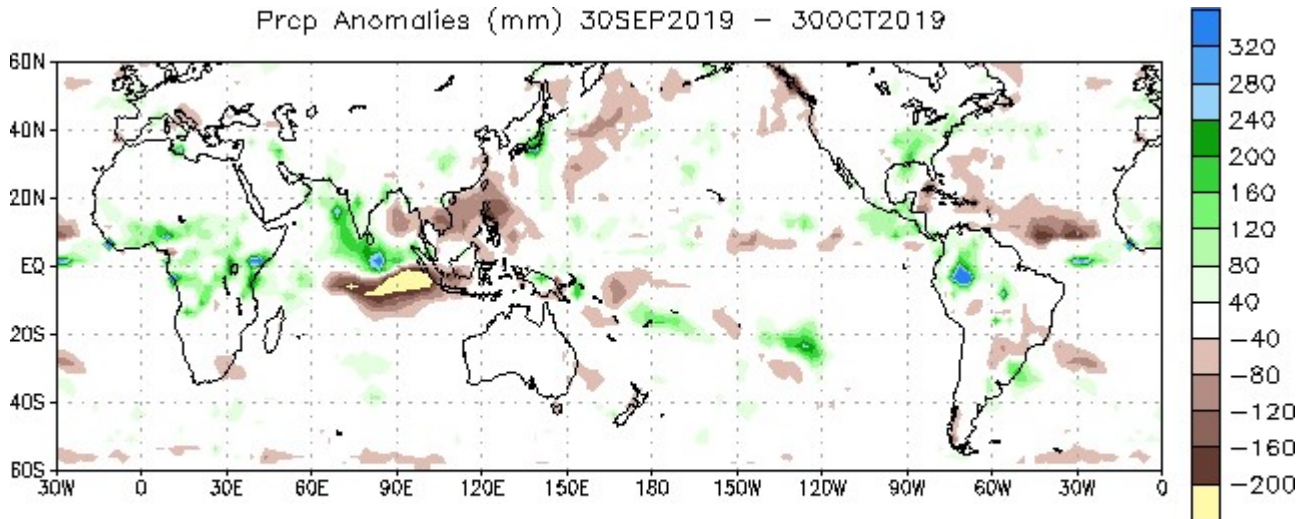 Prcp Anomalies (mm) 30SEP2019 – 30OCT2019
60N
40N
20N
EQ
20S
40S
60S
30W 0 30E 60E 90E 120E 150E 180 150W 120W 90W 60W 30W 0
320
280
240
200
160
120
80
40
−40
−80
−120
−160
−200